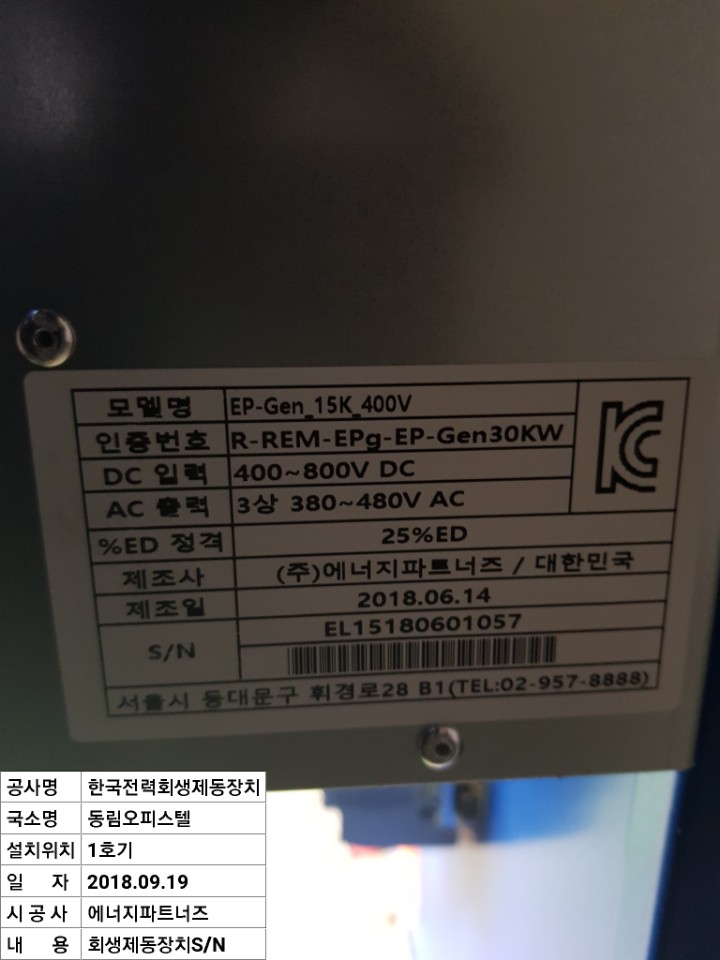 모델명 EP-Gen_15K_400V
인증번호 R-REM-EPg-EP-Gen30KW
DC 입력 400~800V DC
AC 출력 3상 380~480V AC
%ED 정격 25%ED
제조사 (주)에너지파트너즈 / 대한민국
제조일 2018.06.14
S/N EL15180601057
서울시 동대문구 휘경로28 B1(TEL:02-957-8888)
공사명 한국전력회생제동장치
국소명 동림오피스텔
설치위치 1호기
일 자 2018.09.19
시공사 에너지파트너즈
내 용 회생제동장치S/N